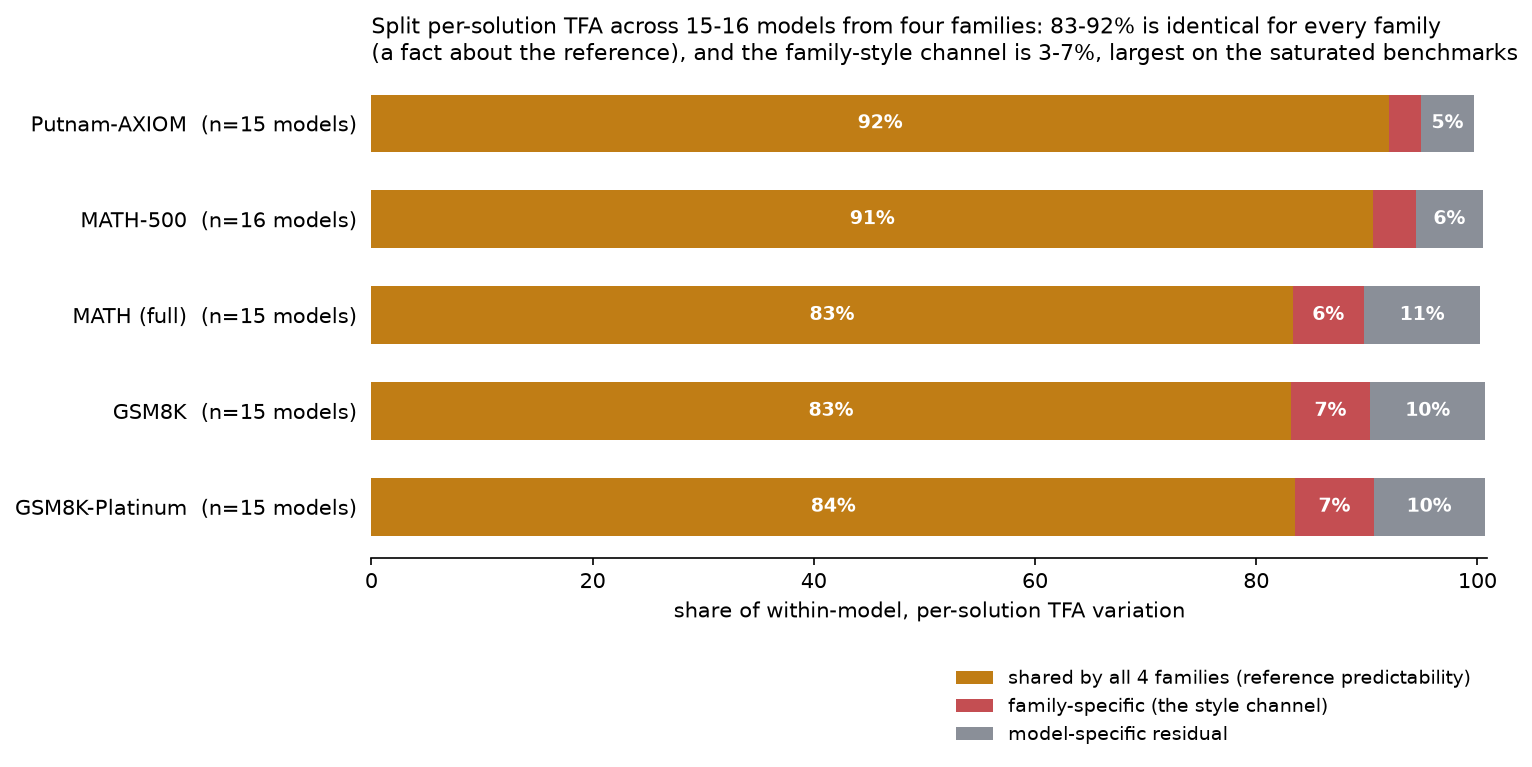 Split per-solution TFA across 15-16 models from four families: 83-92% is identical for every family
(a fact about the reference), and the family-style channel is 3-7%, largest on the saturated benchmarks
Putnam-AXIOM (n=15 models)
92%
5%
MATH-500 (n=16 models)
91%
6%
MATH (full) (n=15 models)
83%
6%
11%
GSM8K (n=15 models)
83%
7%
10%
GSM8K-Platinum (n=15 models)
84%
7%
10%
0
20
40
60
80
100
share of within-model, per-solution TFA variation
shared by all 4 families (reference predictability)
family-specific (the style channel)
model-specific residual